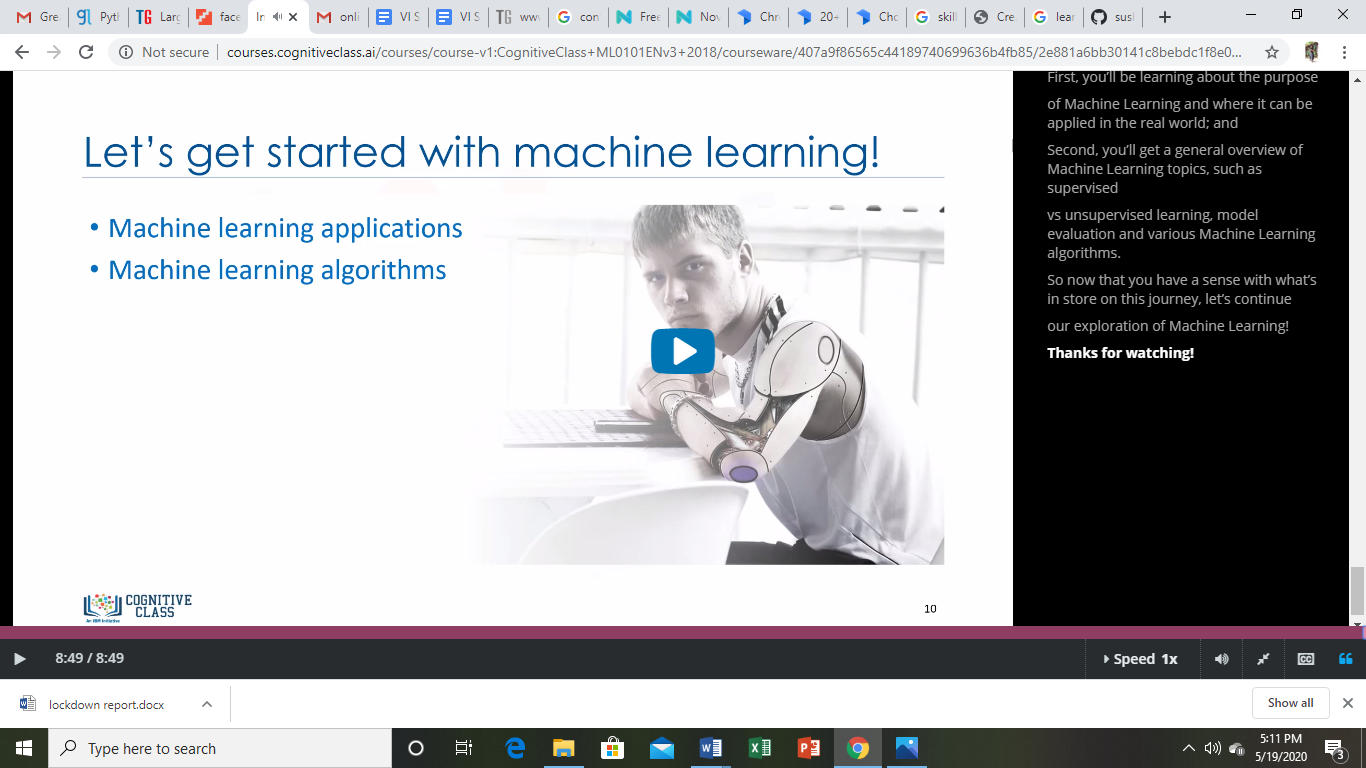 Gre
Pyth
Larg
face
In
onli
VI S
VI S
www
con
Free
Nov
Chr
20+
Cho
skill
Cre
lear
susl
Not secure
courses.cognitiveclass.ai/courses/course-v1:CognitiveClass+ML0101ENv3+2018/courseware/407a9f86565c44189740699636b4fb85/2e881a6bb30141c8bebdc1f8e0...
Let's get started with machine learning!
• Machine learning applications
• Machine learning algorithms
COGNITIVE
CLASS
An IBM Initiative
10
First, you'll be learning about the purpose
of Machine Learning and where it can be
applied in the real world; and
Second, you'll get a general overview of
Machine Learning topics, such as
supervised
vs unsupervised learning, model
evaluation and various Machine Learning
algorithms.
So now that you have a sense with what's
in store on this journey, let's continue
our exploration of Machine Learning!
Thanks for watching!
8:49 / 8:49
Speed 1x
CC
lockdown report.docx
Show all
Type here to search
5:11 PM
5/19/2020
3